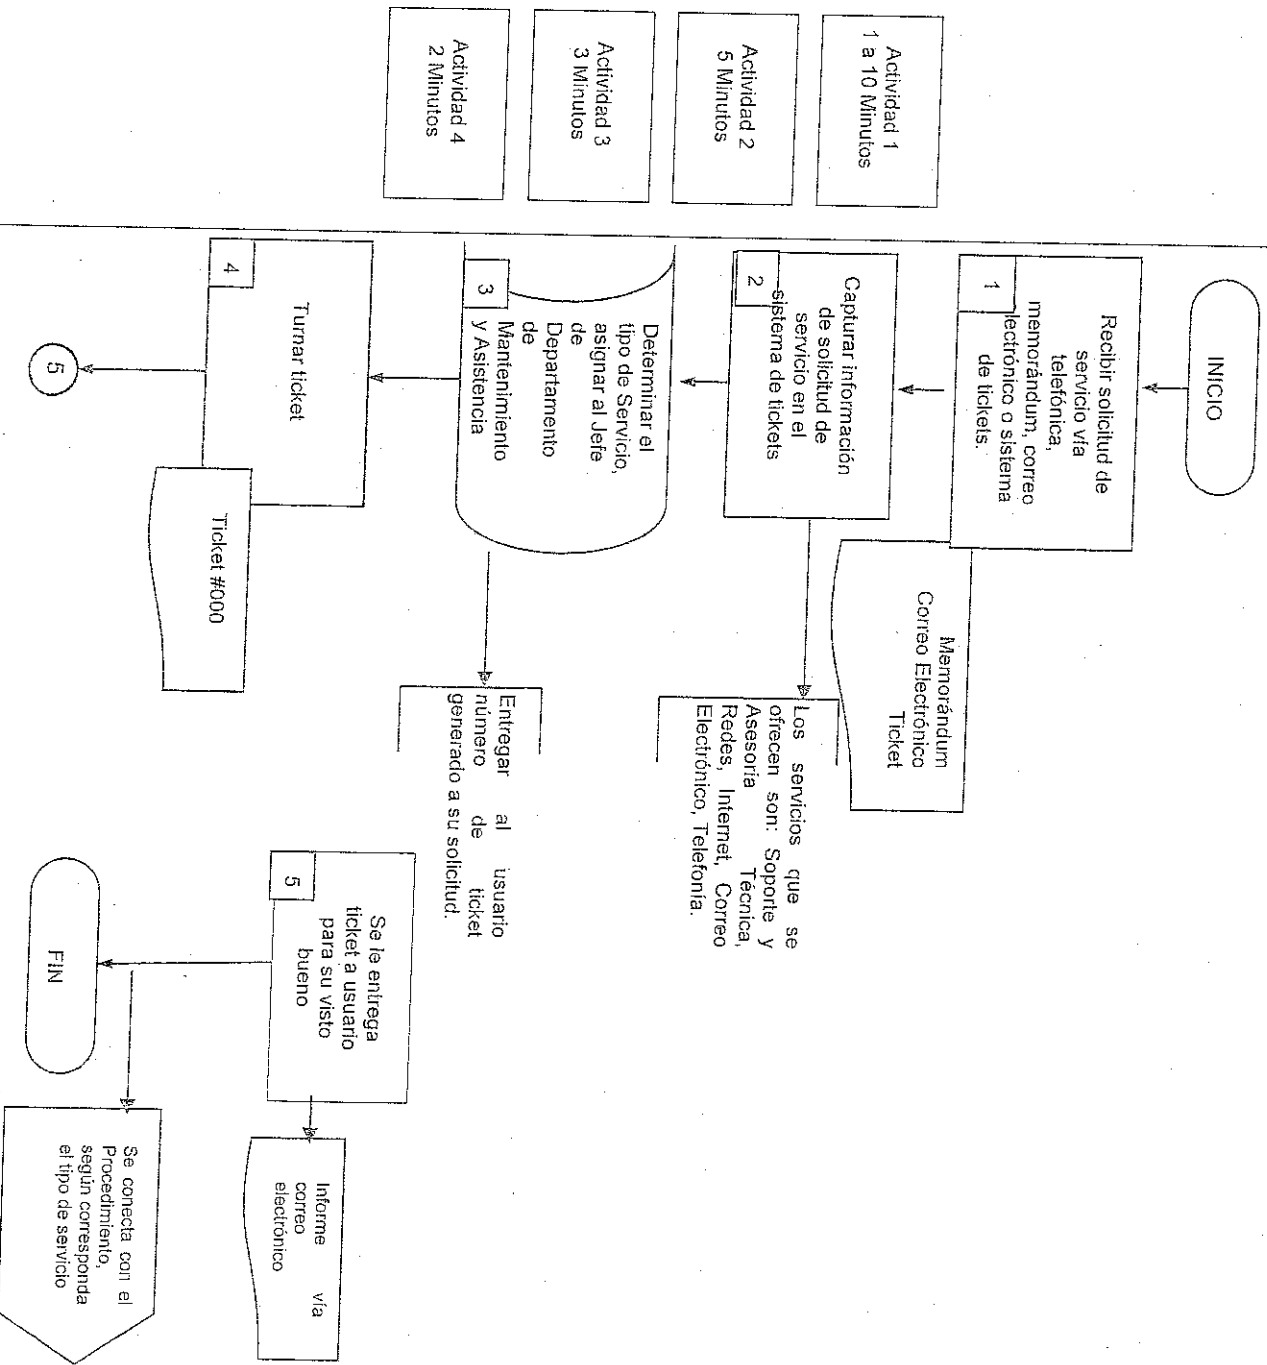 Actividad 1
1 a 10 Minutos
Actividad 2
5 Minutos
Actividad 3
3 Minutos
Actividad 4
2 Minutos
INICIO
Recibir solicitud de
servicio vía
telefónica,
memorándum, correo
lectrónico o sistema
de tickets.
1
Memorándum
Correo Electrónico
Ticket
Capturar información
de solicitud de
servicio en el
sistema de tickets
2
Los servicios que se
ofrecen son: Soporte y
Asesoría Técnica,
Redes, Internet, Correo
Electrónico, Telefonía.
Determinar el
tipo de Servicio,
asignar al Jefe
de
Departamento
de
Mantenimiento
y Asistencia
3
Entregar al usuario
número de ticket
generado a su solicitud.
Turnar ticket
4
Ticket #000
5
Se le entrega
ticket a usuario
para su visto
bueno
5
Informe vía
correo
electrónico
FIN
Se conecta con el
Procedimiento,
según corresponda
el tipo de servicio